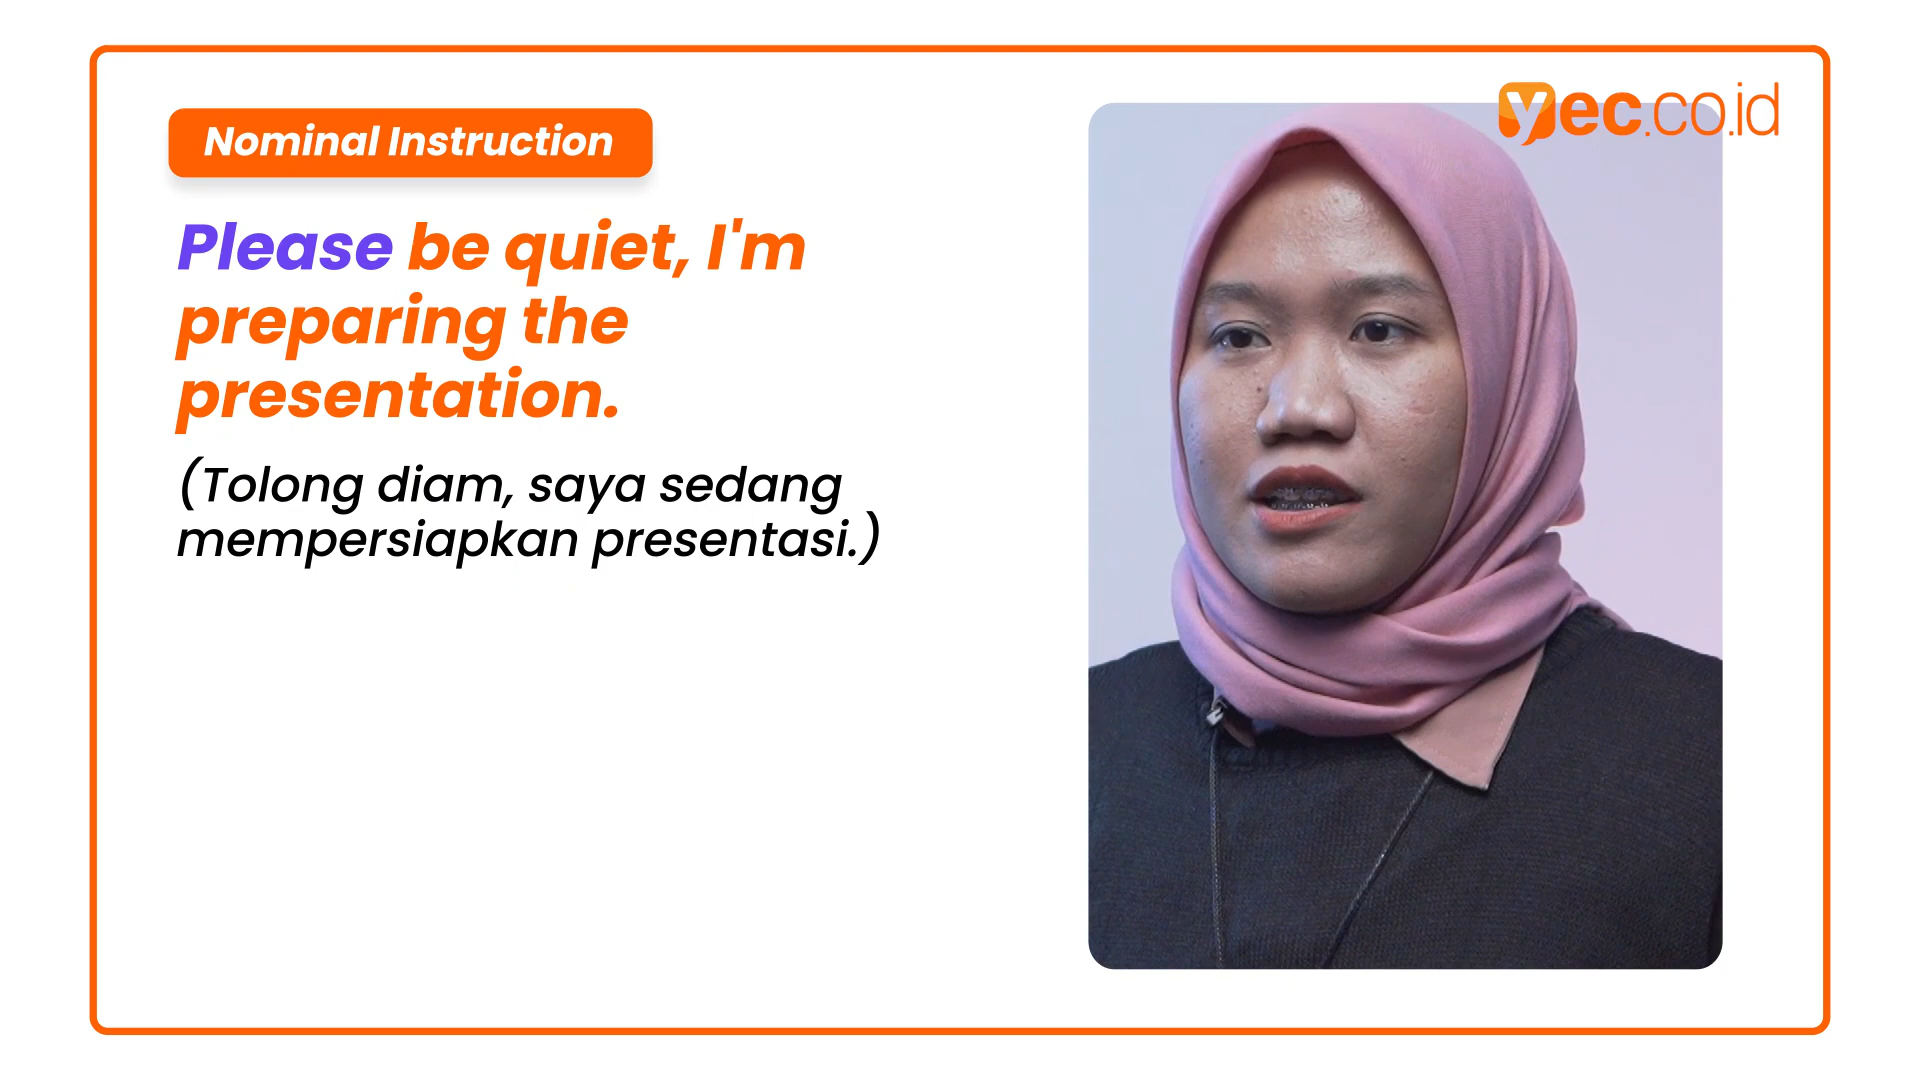 Nominal Instruction
yec.co.id
Please be quiet, I'm
preparing the
presentation.
(Tolong diam, saya sedang
mempersiapkan presentasi.)